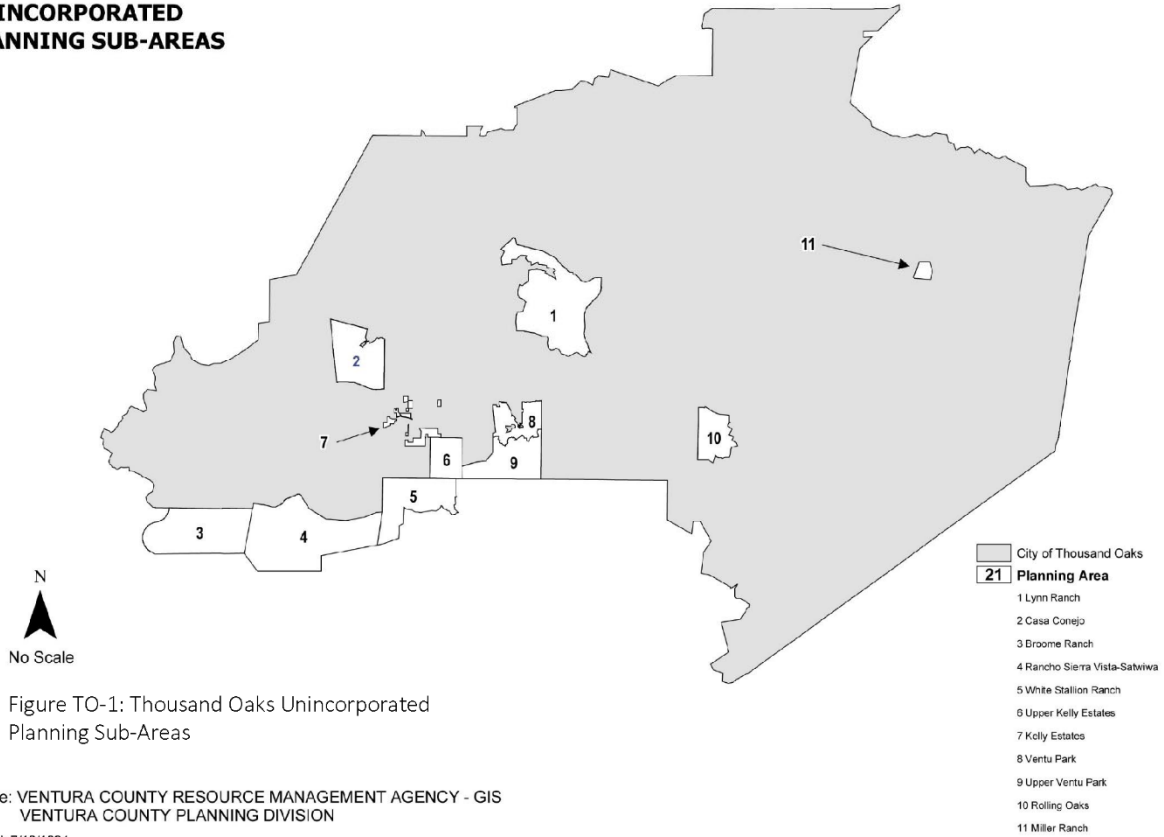 INCORPORATED
ANNING SUB-AREAS
11
1
2
7
8
10
6
9
5
3
4
N
No Scale
City of Thousand Oaks
21 Planning Area
1 Lynn Ranch
2 Casa Conejo
3 Broome Ranch
4 Rancho Sierra Vista-Satwiwa
5 White Stallion Ranch
6 Upper Kelly Estates
7 Kelly Estates
8 Ventu Park
9 Upper Ventu Park
10 Rolling Oaks
11 Miller Ranch
Figure TO-1: Thousand Oaks Unincorporated
Planning Sub-Areas
e: VENTURA COUNTY RESOURCE MANAGEMENT AGENCY - GIS
VENTURA COUNTY PLANNING DIVISION